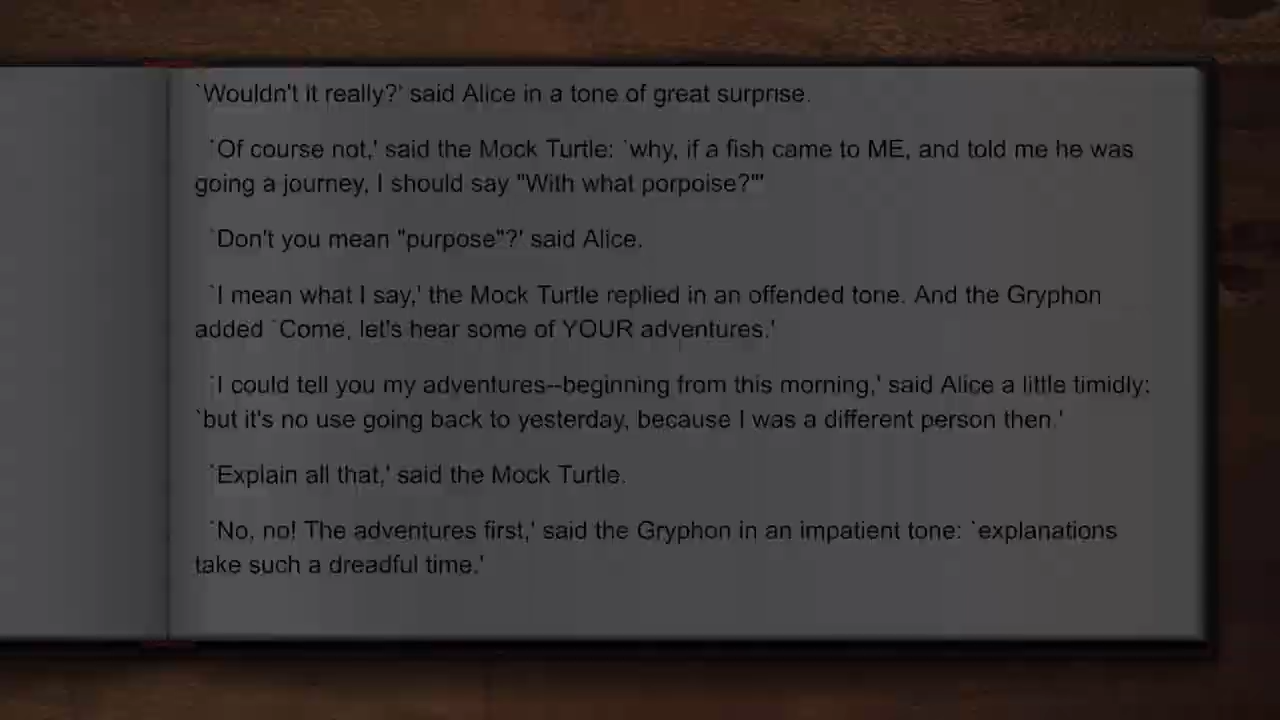 `Wouldn't it really?' said Alice in a tone of great surprise.
`Of course not,' said the Mock Turtle: `why, if a fish came to ME, and told me he was
going a journey, I should say "With what porpoise?"'
`Don't you mean "purpose"?' said Alice.
`I mean what I say,' the Mock Turtle replied in an offended tone. And the Gryphon
added `Come, let's hear some of YOUR adventures.'
`I could tell you my adventures--beginning from this morning,' said Alice a little timidly:
`but it's no use going back to yesterday, because I was a different person then.'
`Explain all that,' said the Mock Turtle.
`No, no! The adventures first,' said the Gryphon in an impatient tone: `explanations
take such a dreadful time.'